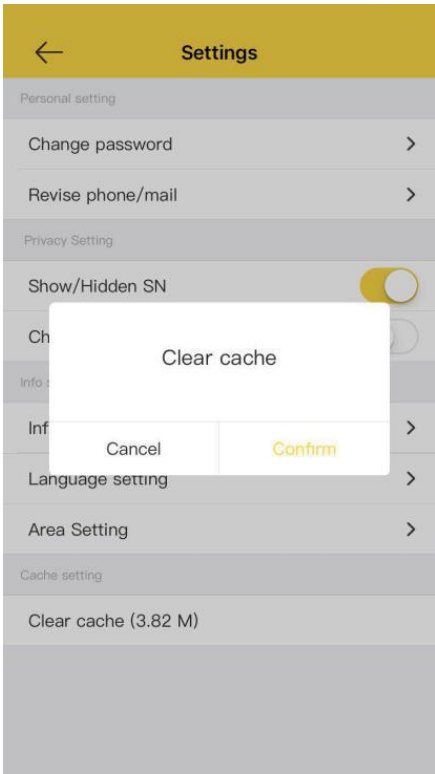 Settings
Personal setting
Change password
Revise phone/mail
Privacy Setting
Show/Hidden SN
Ch
Clear cache
Info
Inf
Cancel
Confirm
Language setting
Area Setting
Cache setting
Clear cache (3.82 M)